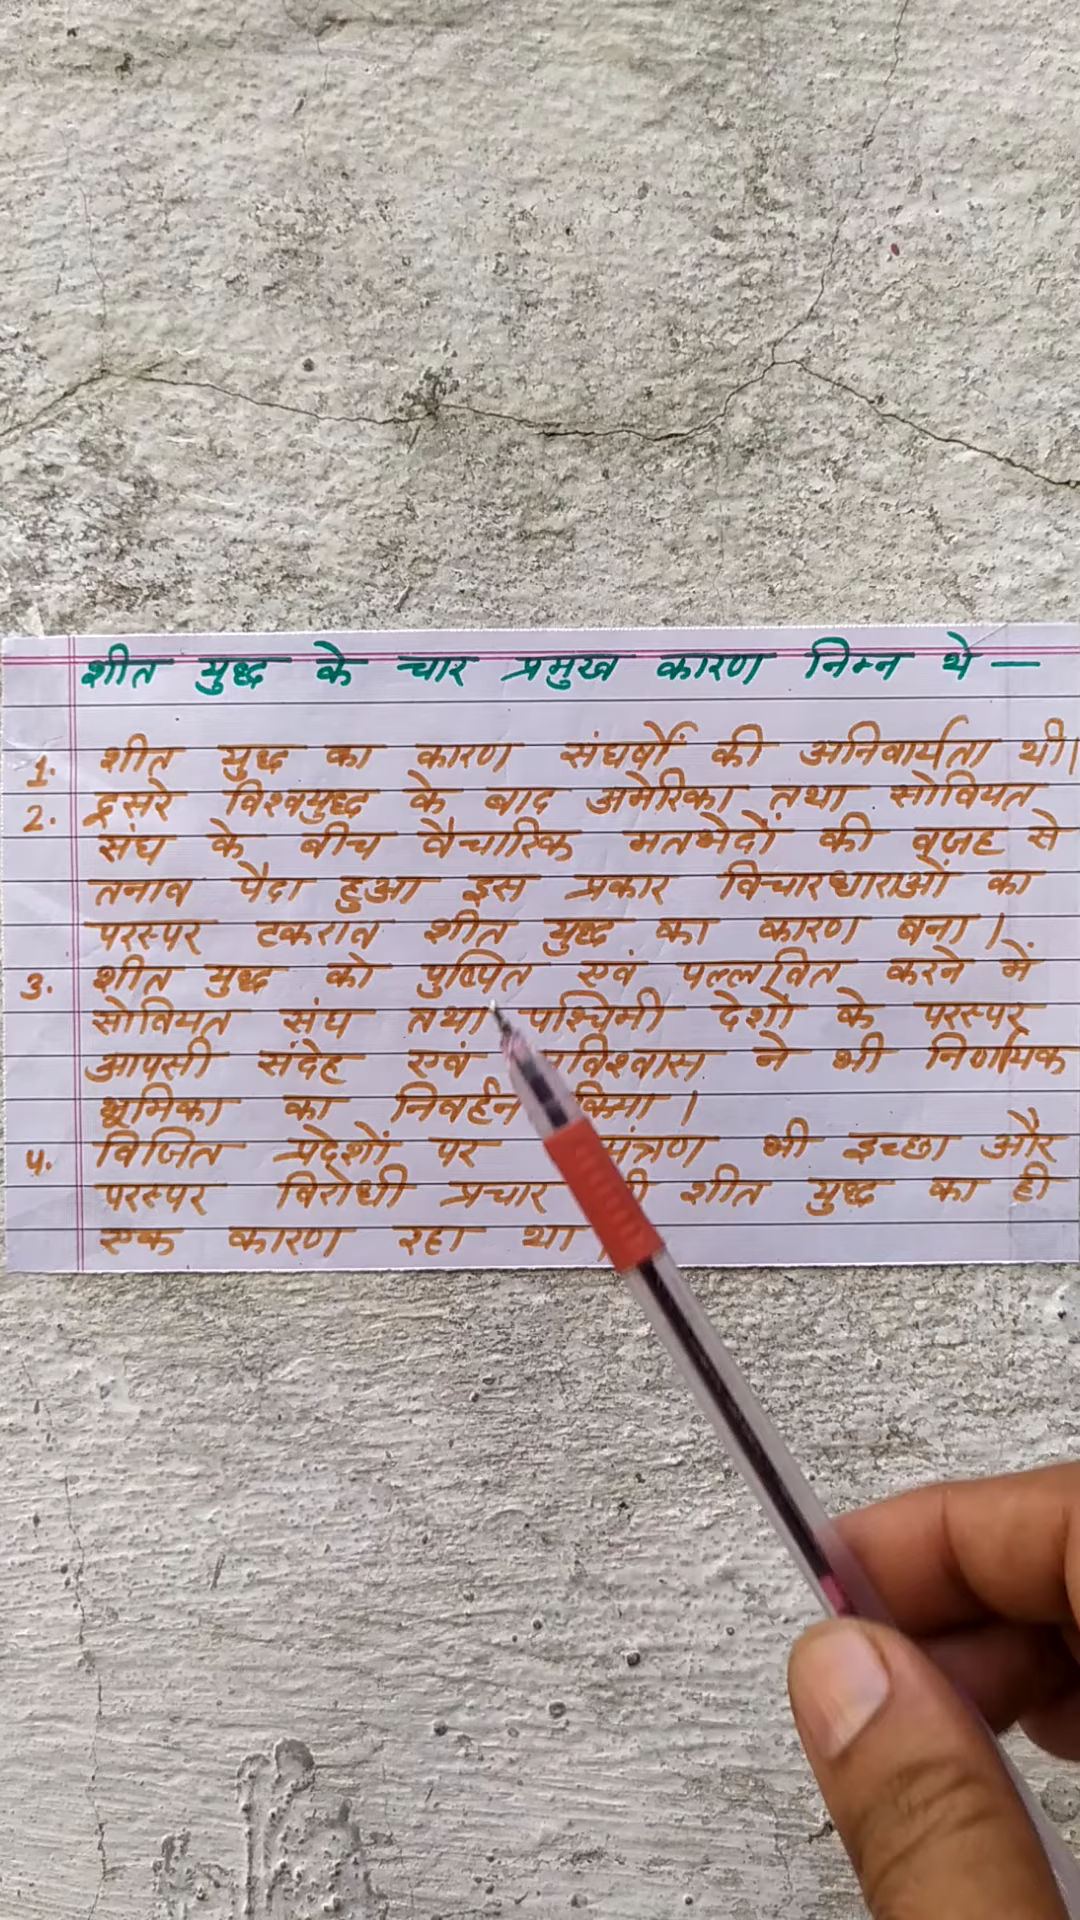 शीत युद्ध के चार प्रमुख कारण निम्न थे —
1. शीत युद्ध का कारण संघर्षों की अनिवार्यता थी।
2. दूसरे विश्वयुद्ध के बाद अमेरिका तथा सोवियत
संघ के बीच वैचारिक मतभेदों की वजह से
तनाव पैदा हुआ इस प्रकार विचारधाराओं का
परस्पर टकराव शीत युद्ध का कारण बना।
3. शीत युद्ध को पुष्पित एवं पल्लवित करने में
सोवियत संघ तथा पश्चिमी देशों के परस्पर
आपसी संदेह एवं विश्वास ने भी निर्णायक
भूमिका का निर्वहन किया।
4. विजित प्रदेशों पर भी इच्छा और
परस्पर विरोधी प्रचार शीत युद्ध का ही
एक कारण रहा था।